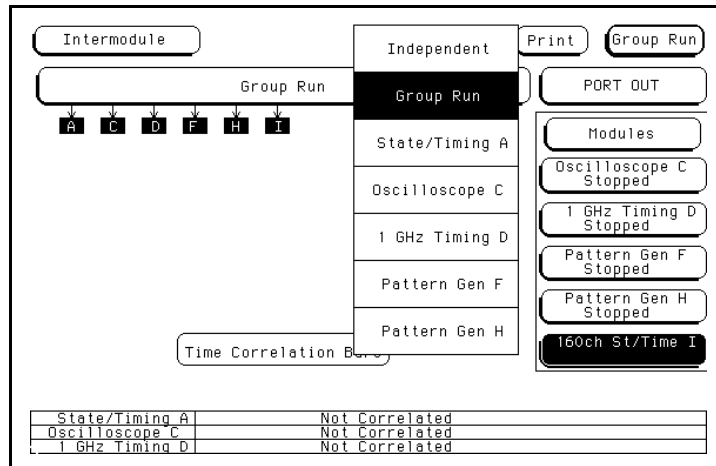 Intermodule
Independent
Print
Group Run
Group Run
Group Run
PORT OUT
A C D F H I
State/Timing A
Modules
Oscilloscope C
Stopped
Oscilloscope C
1 GHz Timing D
Stopped
1 GHz Timing D
Pattern Gen F
Stopped
Pattern Gen F
Pattern Gen H
Stopped
Pattern Gen H
160ch St/Time I
Time Correlation
State/Timing A Not Correlated
Oscilloscope C Not Correlated
1 GHz Timing D Not Correlated